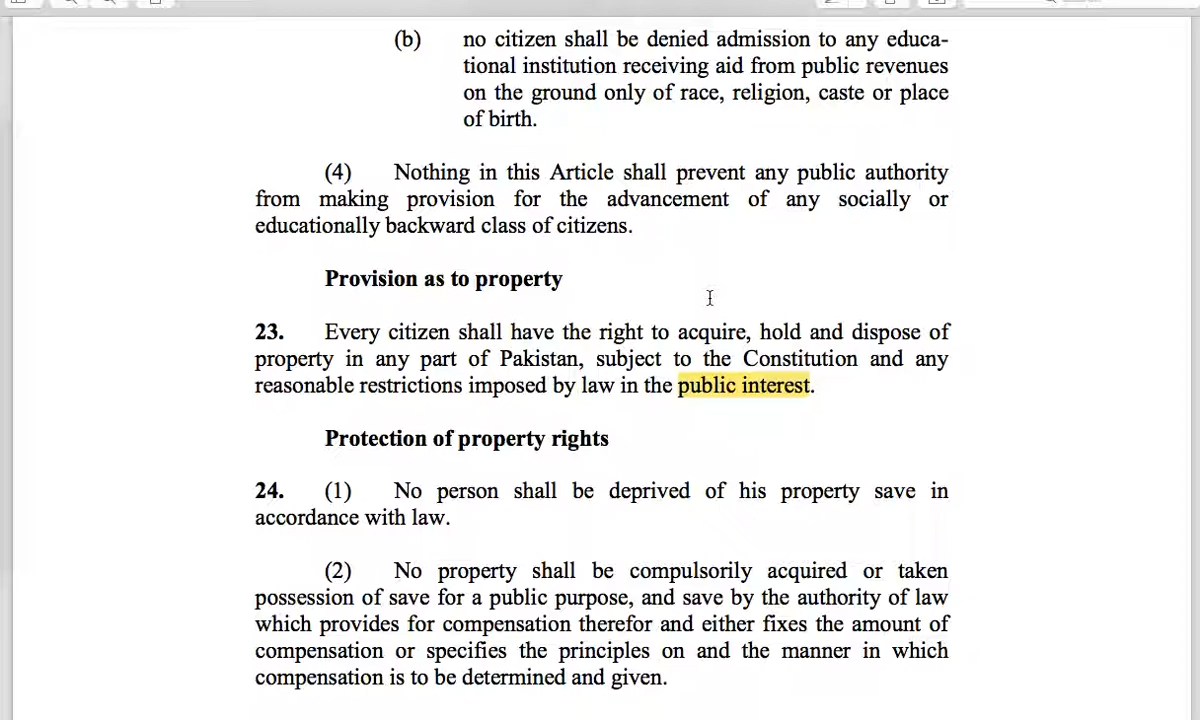 (b) no citizen shall be denied admission to any educa-
tional institution receiving aid from public revenues
on the ground only of race, religion, caste or place
of birth.
(4) Nothing in this Article shall prevent any public authority
from making provision for the advancement of any socially or
educationally backward class of citizens.
Provision as to property
23. Every citizen shall have the right to acquire, hold and dispose of
property in any part of Pakistan, subject to the Constitution and any
reasonable restrictions imposed by law in the public interest.
Protection of property rights
24. (1) No person shall be deprived of his property save in
accordance with law.
(2) No property shall be compulsorily acquired or taken
possession of save for a public purpose, and save by the authority of law
which provides for compensation therefor and either fixes the amount of
compensation or specifies the principles on and the manner in which
compensation is to be determined and given.